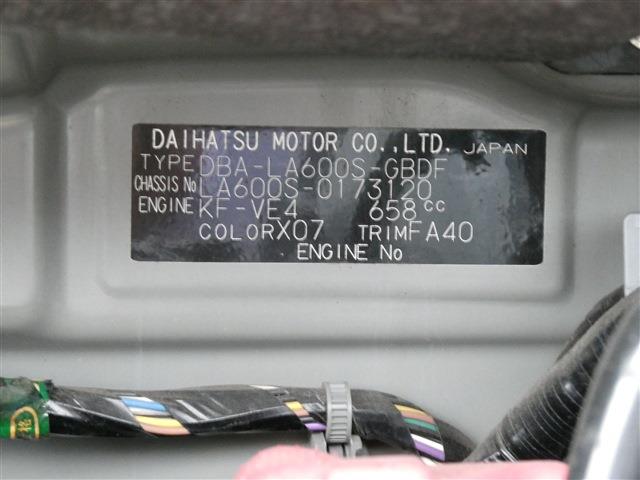 DAIHATSU MOTOR CO.,LTD. JAPAN
TYPE DBA-LA600S-GBDF
CHASSIS No LA600S-0173120
ENGINE KF-VE4 658cc
COLOR X07 TRIM FA40
ENGINE No